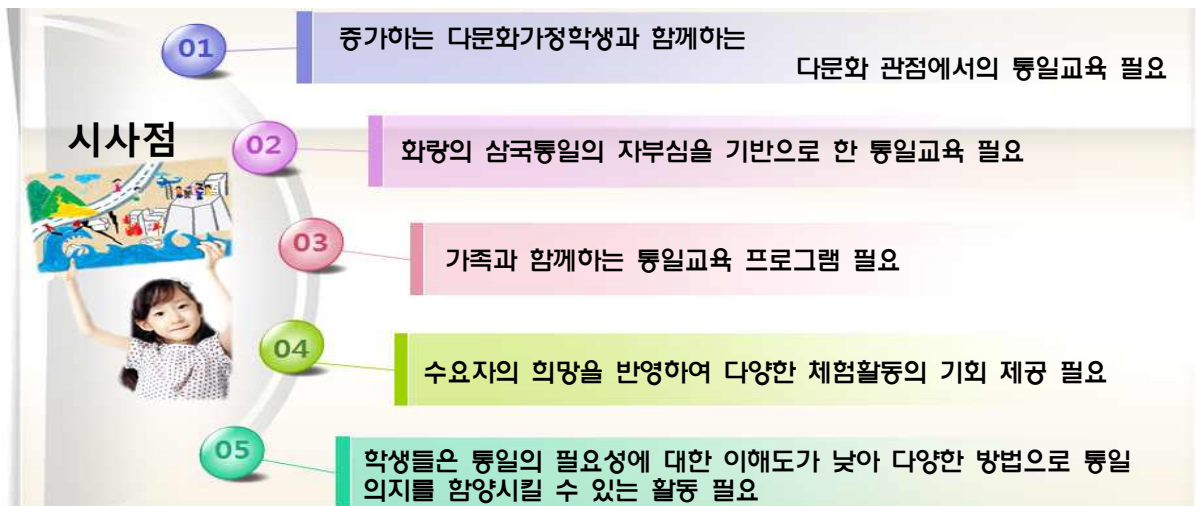 01
증가하는 다문화가정학생과 함께하는
다문화 관점에서의 통일교육 필요
시사점
02
화랑의 삼국통일의 자부심을 기반으로 한 통일교육 필요
03
가족과 함께하는 통일교육 프로그램 필요
04
수요자의 희망을 반영하여 다양한 체험활동의 기회 제공 필요
05
학생들은 통일의 필요성에 대한 이해도가 낮아 다양한 방법으로 통일
의지를 함양시킬 수 있는 활동 필요